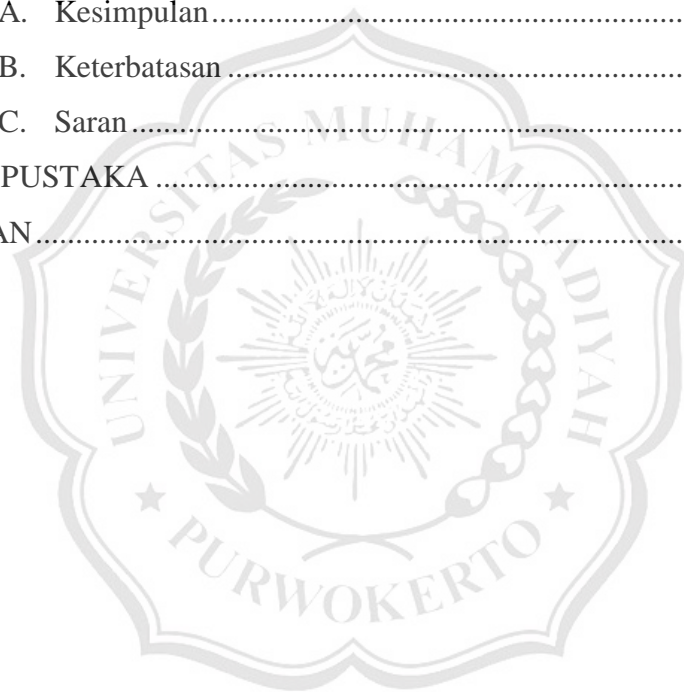 A. Kesimpulan
B. Keterbatasan
C. Saran
PUSTAKA
AN
UNIVERSITAS MUHAMMADIYAH
PURWOKERTO